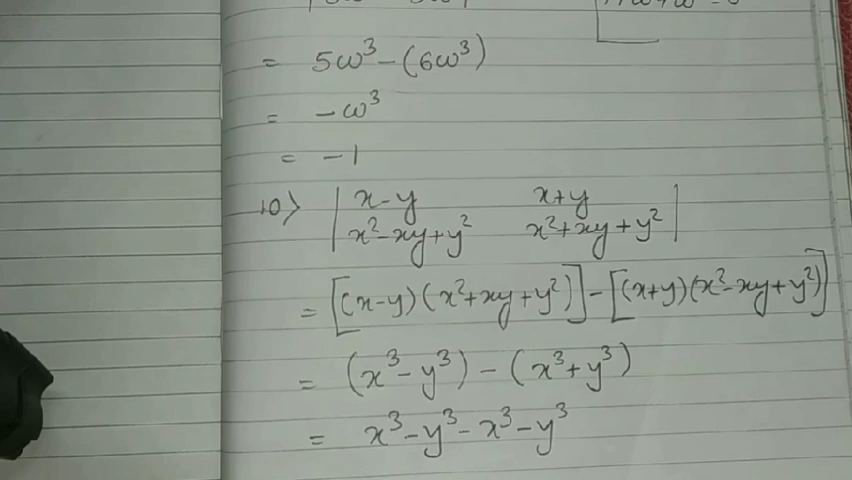 = 5ω³ - (6ω³)
= - ω³
= - 1
10) | x - y x + y |
| x² - xy + y² x² + xy + y² |
= [(x - y) (x² + xy + y²)] - [(x + y) (x² - xy + y²)]
= (x³ - y³) - (x³ + y³)
= x³ - y³ - x³ - y³